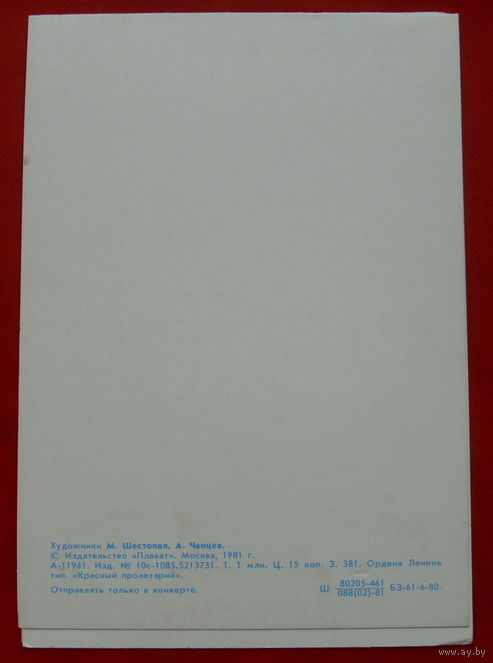 Художники М. Шестопал, А. Чанцев.
© Издательство «Плакат». Москва, 1981 г.
А-11941. Изд. № 10с-1085.5213731. Т. 1 млн. Ц. 15 коп. З. 381. Ордена Ленина
тип. «Красный пролетарий».
Отправлять только в конверте.
Ш 80205-461
088(02)-81 БЗ-61-6-80.
www.ay.by